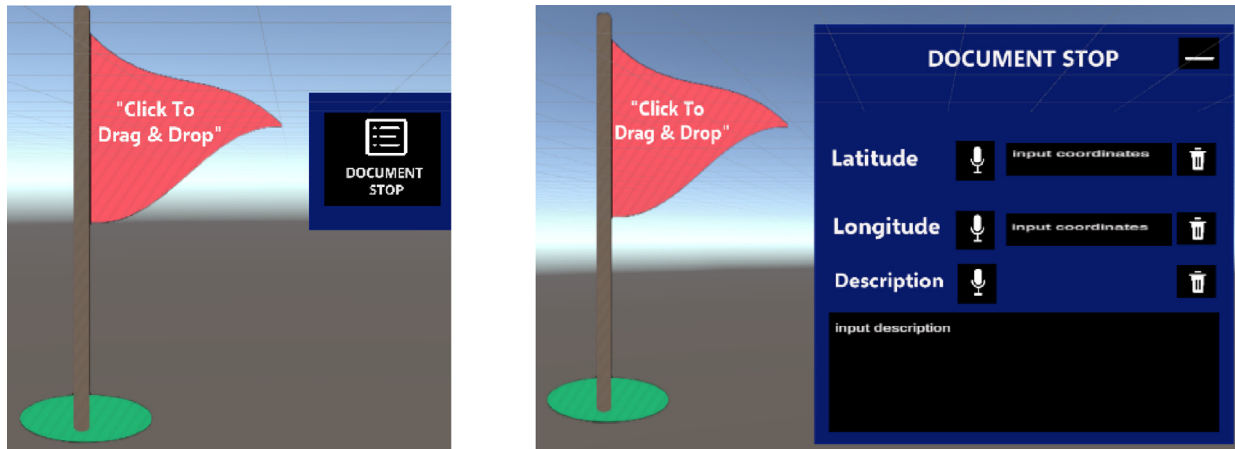 "Click To
Drag & Drop"
DOCUMENT
STOP
"Click To
Drag & Drop"
DOCUMENT STOP
Latitude
input coordinates
Longitude
input coordinates
Description
input description